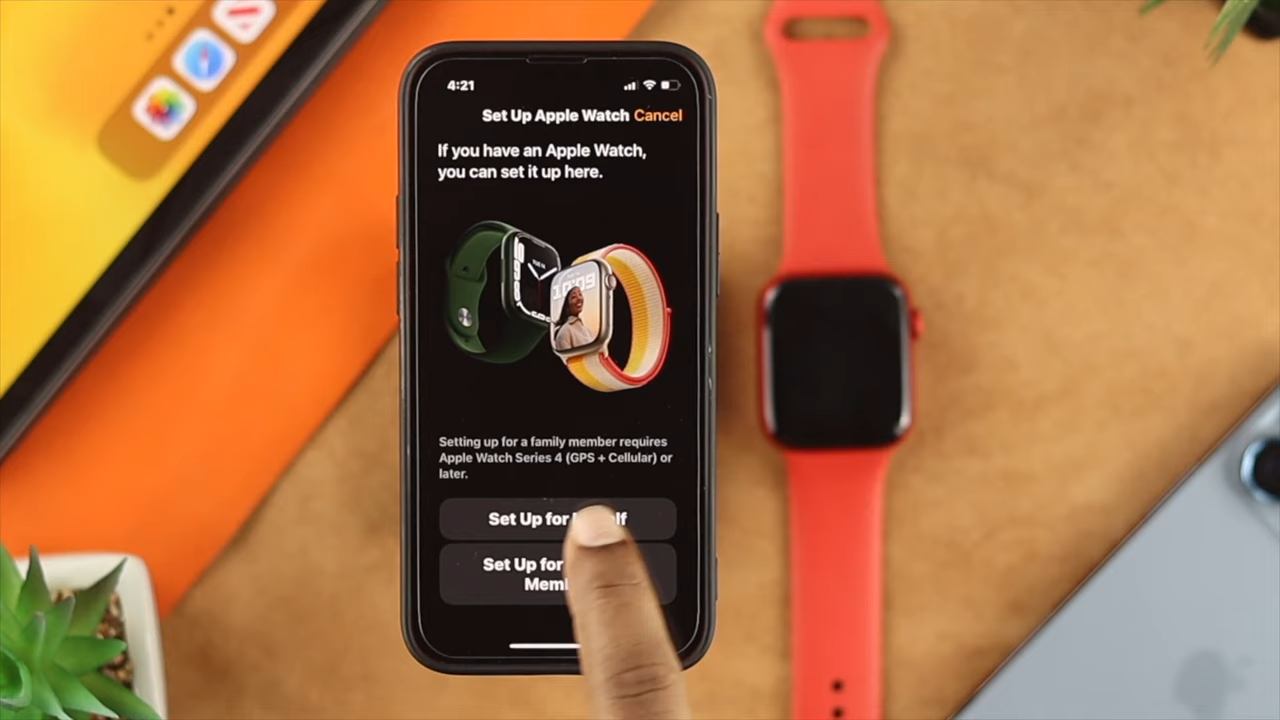 4:21
Set Up Apple Watch Cancel
If you have an Apple Watch,
you can set it up here.
10:09
Setting up for a family member requires
Apple Watch Series 4 (GPS + Cellular) or
later.
Set Up for
Set Up for